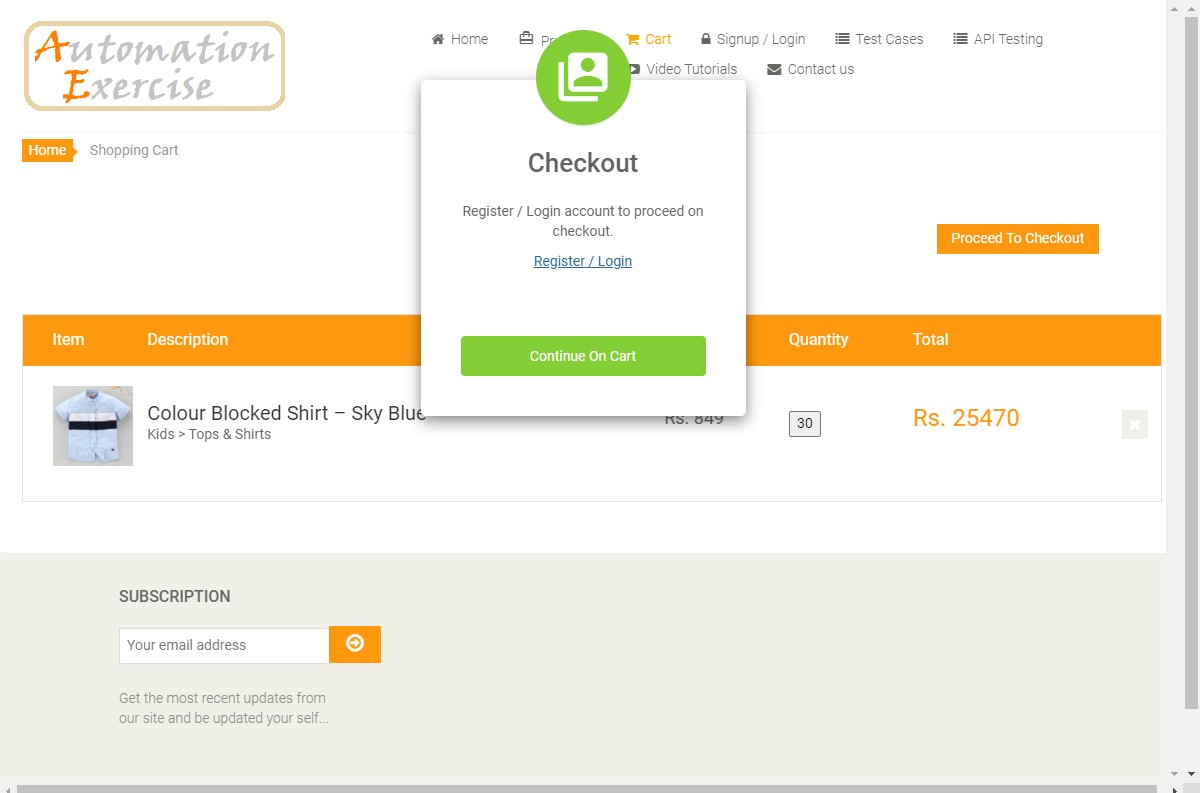 Automation
Exercise
Home
Cart
Signup / Login
Test Cases
API Testing
Video Tutorials
Contact us
Home
Shopping Cart
Checkout
Register / Login account to proceed on
checkout.
Register / Login
Continue On Cart
Proceed To Checkout
Item
Description
Quantity
Total
Colour Blocked Shirt – Sky Blue
Kids > Tops & Shirts
Rs. 849
30
Rs. 25470
SUBSCRIPTION
Your email address
Get the most recent updates from
our site and be updated your self...